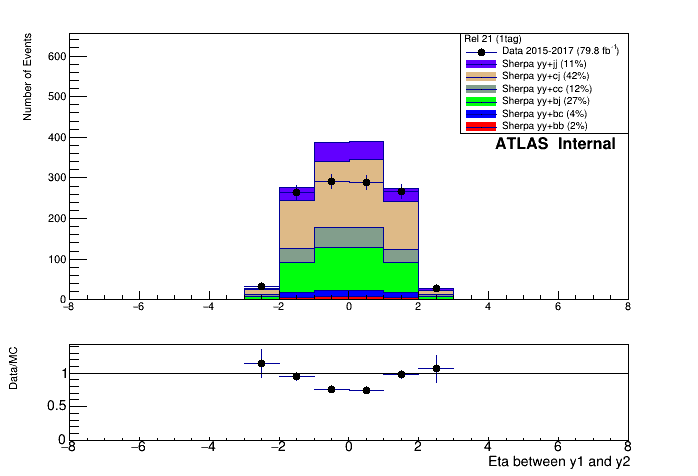 Number of Events
600
500
400
300
200
100
0
−8 −6 −4 −2 0 2 4 6 8
Rel 21 (1tag)
Data 2015-2017 (79.8 fb⁻¹)
Sherpa yy+jj (11%)
Sherpa yy+cj (42%)
Sherpa yy+cc (12%)
Sherpa yy+bj (27%)
Sherpa yy+bc (4%)
Sherpa yy+bb (2%)
ATLAS Internal
Data/MC
1
0.5
0
−8 −6 −4 −2 0 2 4 6 8
Eta between y1 and y2